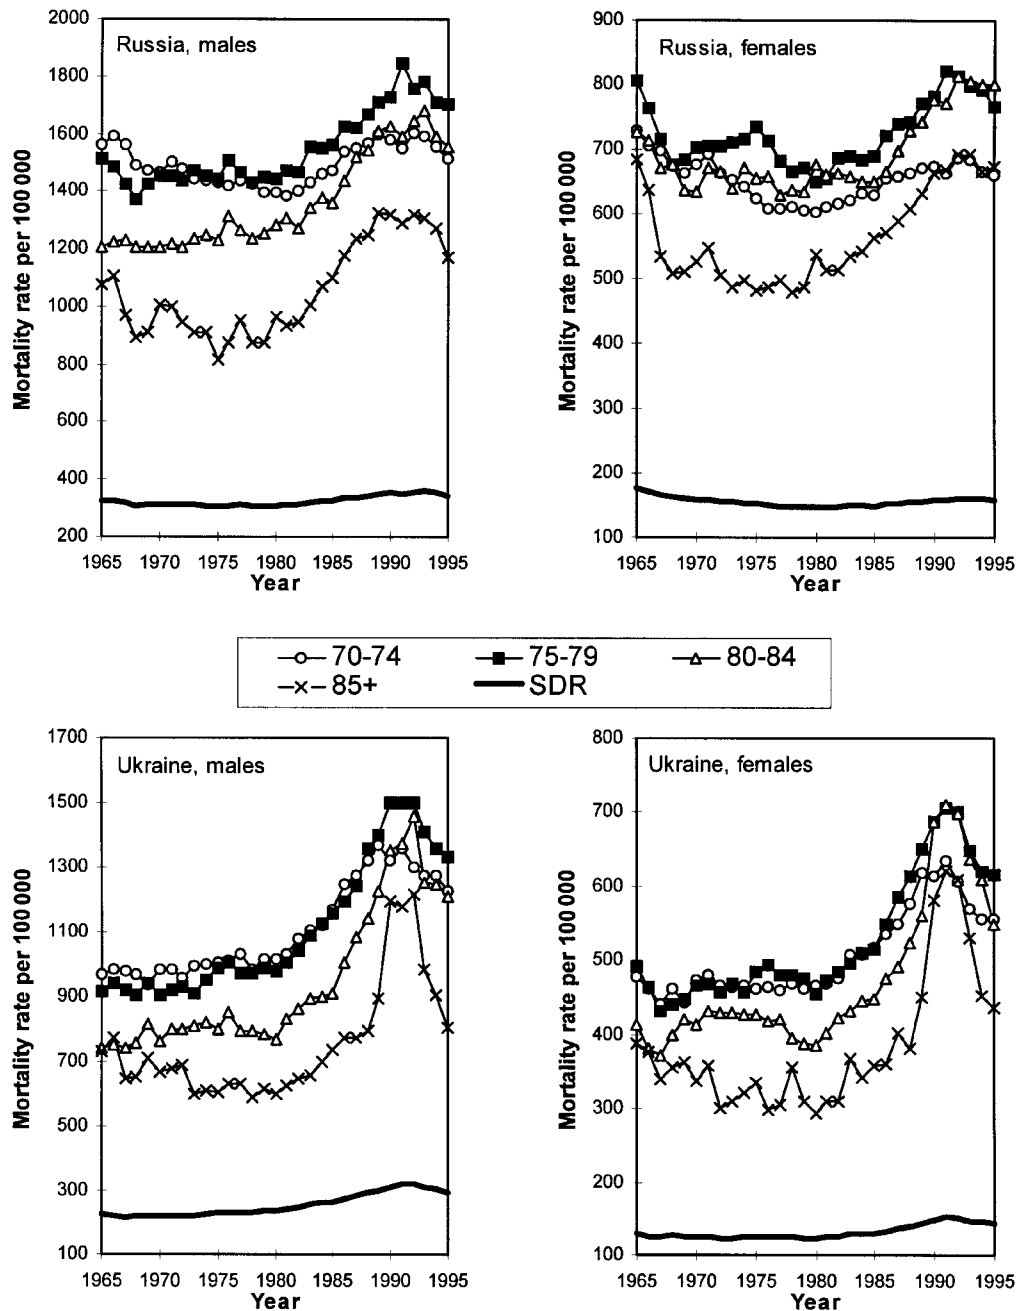 Russia, males
Mortality rate per 100 000
2000
1800
1600
1400
1200
1000
800
600
400
200
1965 1970 1975 1980 1985 1990 1995
Year
Russia, females
Mortality rate per 100 000
900
800
700
600
500
400
300
200
100
1965 1970 1975 1980 1985 1990 1995
Year
70-74 75-79 80-84
85+ SDR
Ukraine, males
Mortality rate per 100 000
1700
1500
1300
1100
900
700
500
300
100
1965 1970 1975 1980 1985 1990 1995
Year
Ukraine, females
Mortality rate per 100 000
800
700
600
500
400
300
200
100
1965 1970 1975 1980 1985 1990 1995
Year